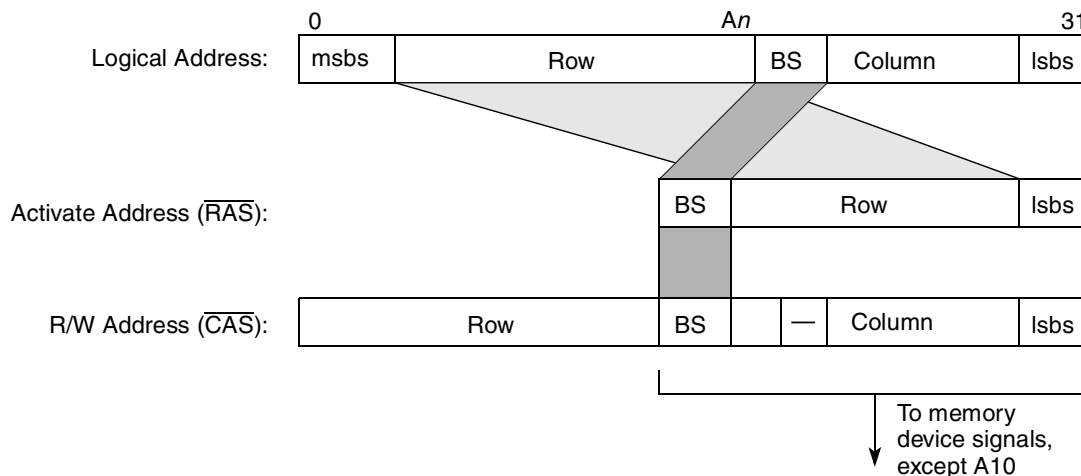 0 An 31
Logical Address: msbs Row BS Column lsbs
Activate Address (RAS): BS Row lsbs
R/W Address (CAS): Row BS — Column lsbs
To memory
device signals,
except A10